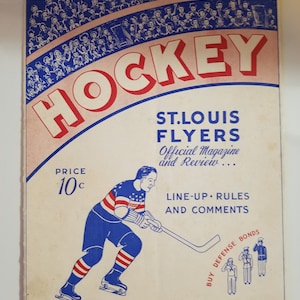 HOCKEY
ST.LOUIS
FLYERS
Official Magazine
and Review...
PRICE
10c
LINE-UP · RULES
AND COMMENTS
BUY DEFENSE BONDS